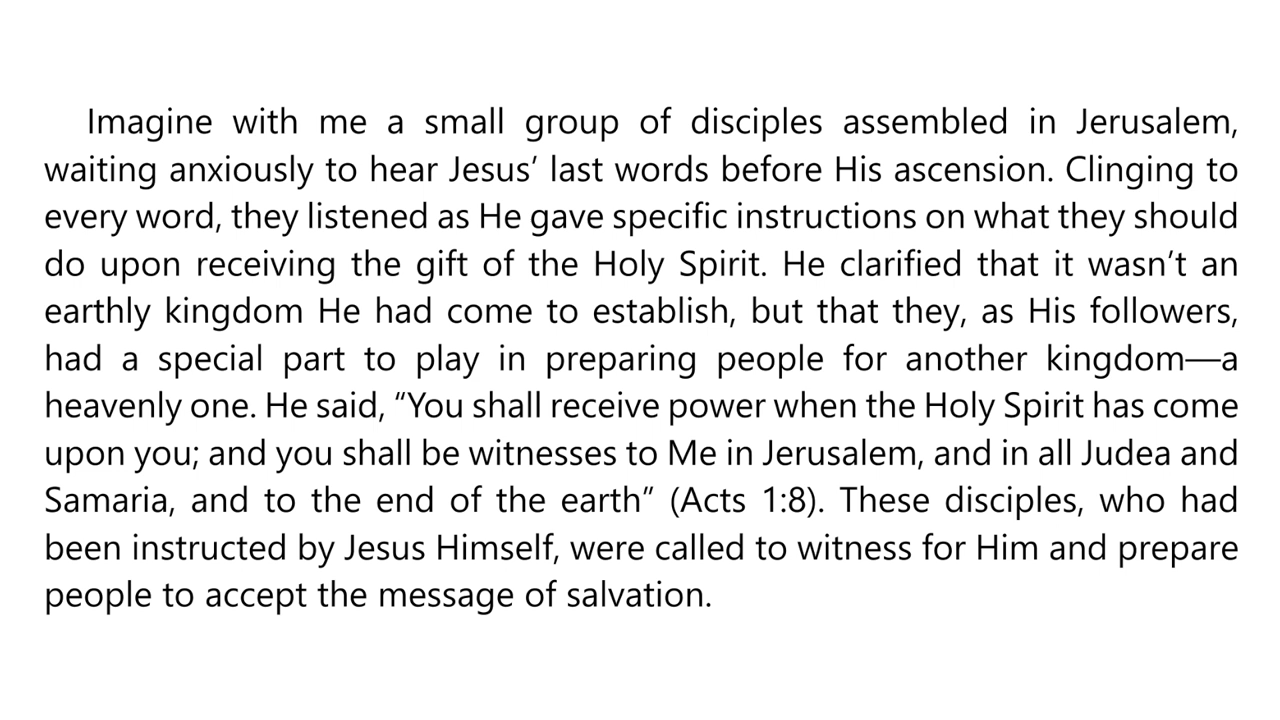 Imagine with me a small group of disciples assembled in Jerusalem,
waiting anxiously to hear Jesus’ last words before His ascension. Clinging to
every word, they listened as He gave specific instructions on what they should
do upon receiving the gift of the Holy Spirit. He clarified that it wasn’t an
earthly kingdom He had come to establish, but that they, as His followers,
had a special part to play in preparing people for another kingdom—a
heavenly one. He said, “You shall receive power when the Holy Spirit has come
upon you; and you shall be witnesses to Me in Jerusalem, and in all Judea and
Samaria, and to the end of the earth” (Acts 1:8). These disciples, who had
been instructed by Jesus Himself, were called to witness for Him and prepare
people to accept the message of salvation.